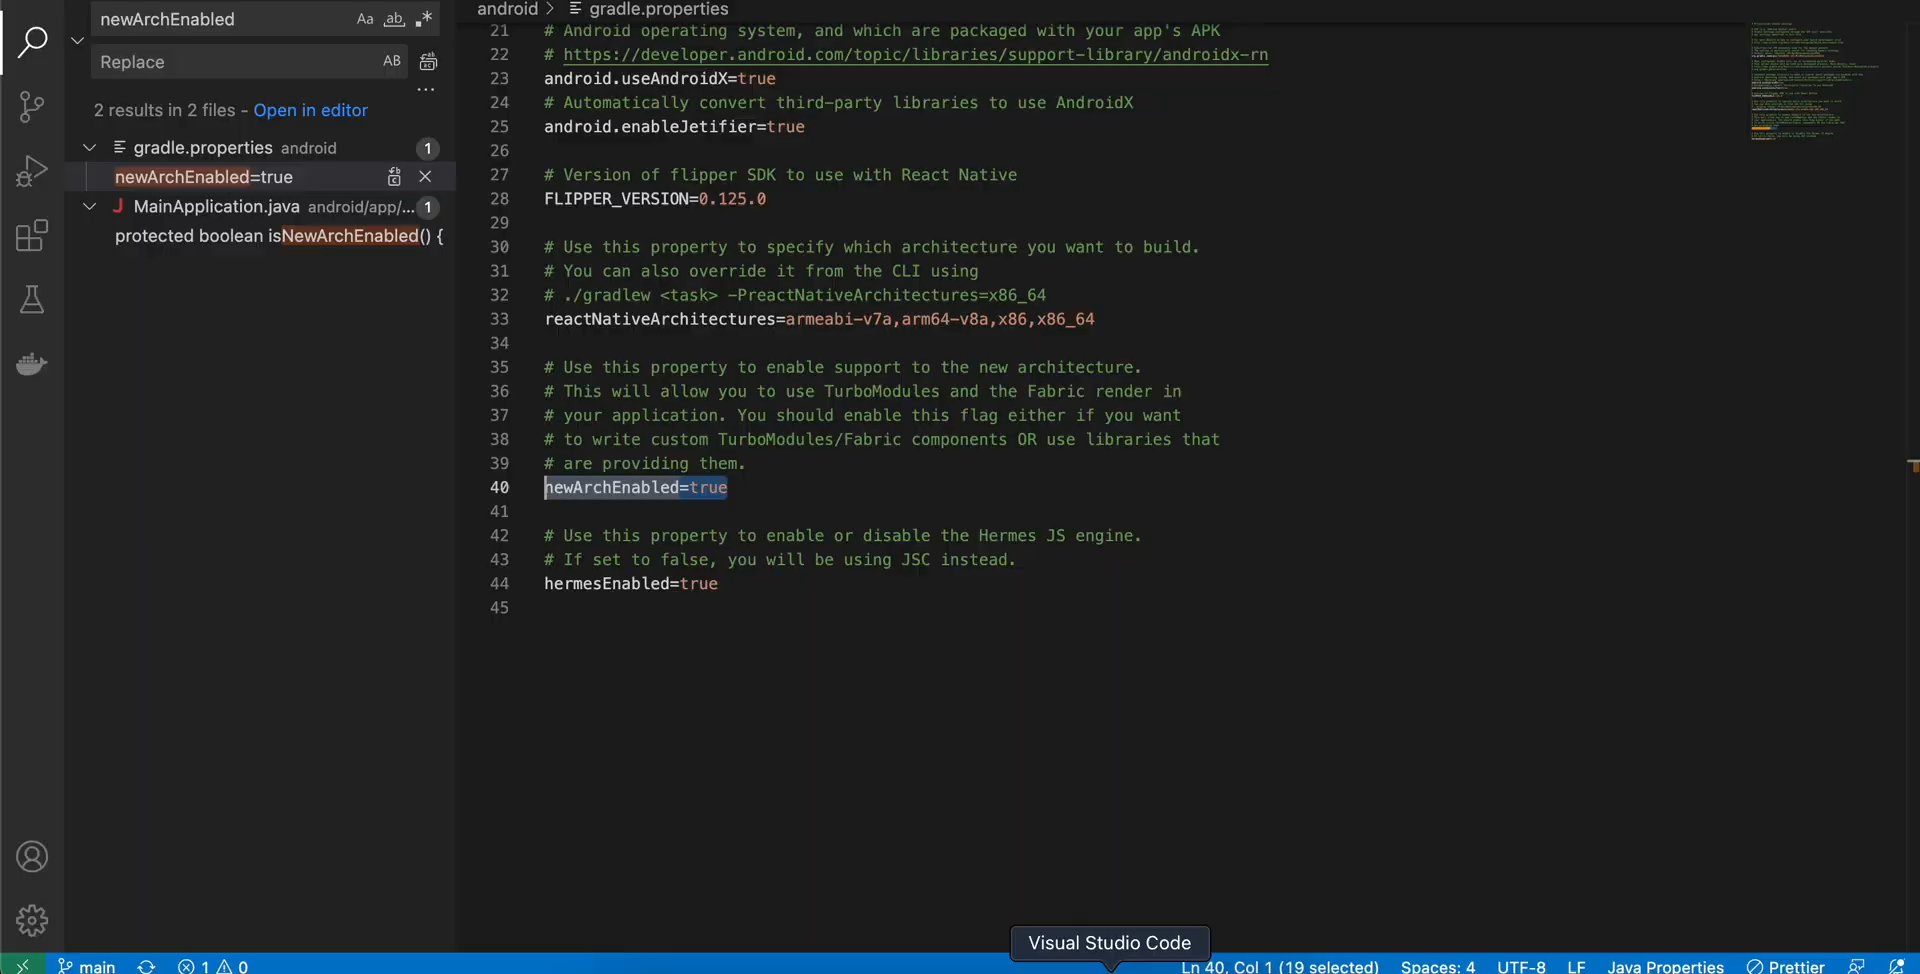 newArchEnabled
Aa ab .*
Replace
AB
2 results in 2 files - Open in editor
gradle.properties android 1
newArchEnabled=true
MainApplication.java android/app/... 1
protected boolean isNewArchEnabled() {
android > gradle.properties
21 # Android operating system, and which are packaged with your app's APK
22 # https://developer.android.com/topic/libraries/support-library/androidx-rn
23 android.useAndroidX=true
24 # Automatically convert third-party libraries to use AndroidX
25 android.enableJetifier=true
26
27 # Version of flipper SDK to use with React Native
28 FLIPPER_VERSION=0.125.0
29
30 # Use this property to specify which architecture you want to build.
31 # You can also override it from the CLI using
32 # ./gradlew <task> -PreactNativeArchitectures=x86_64
33 reactNativeArchitectures=armeabi-v7a,arm64-v8a,x86,x86_64
34
35 # Use this property to enable support to the new architecture.
36 # This will allow you to use TurboModules and the Fabric render in
37 # your application. You should enable this flag either if you want
38 # to write custom TurboModules/Fabric components OR use libraries that
39 # are providing them.
40 newArchEnabled=true
41
42 # Use this property to enable or disable the Hermes JS engine.
43 # If set to false, you will be using JSC instead.
44 hermesEnabled=true
45
Visual Studio Code
main 1 0 Ln 40, Col 1 (19 selected) Spaces: 4 UTF-8 LF Java Properties Prettier